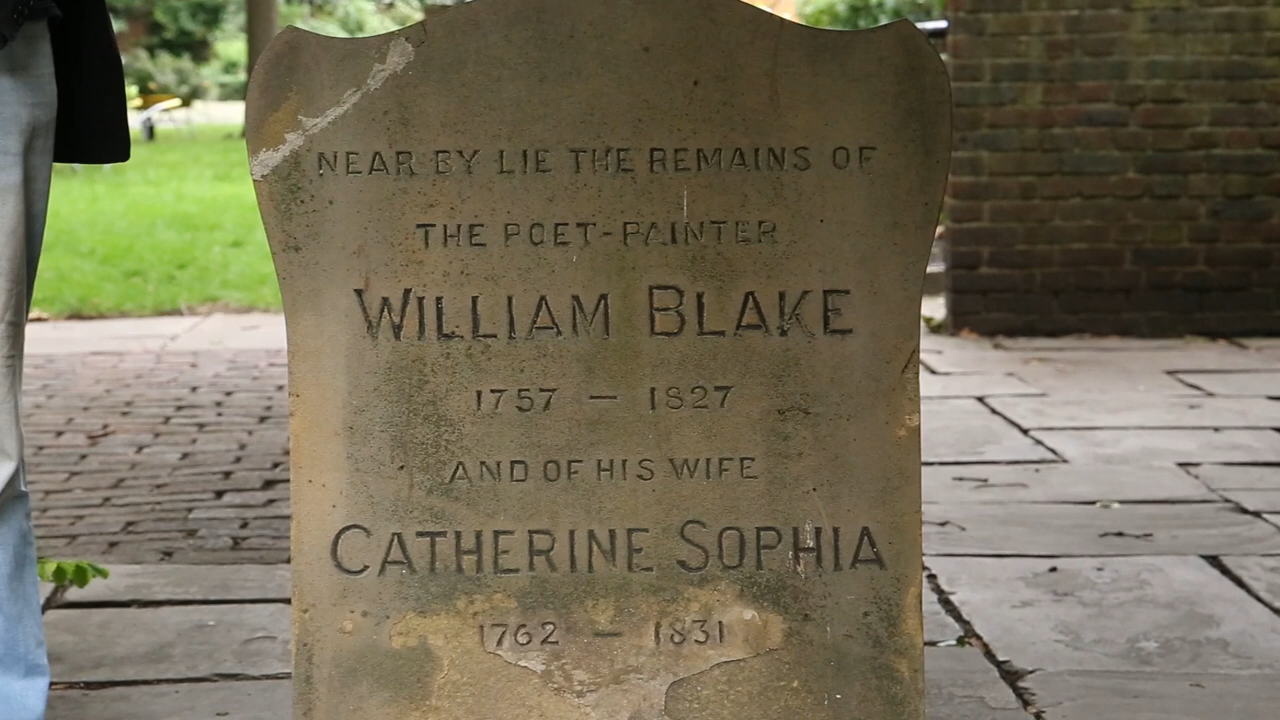 NEAR BY LIE THE REMAINS OF
THE POET-PAINTER
WILLIAM BLAKE
1757 — 1827
AND OF HIS WIFE
CATHERINE SOPHIA
1762 — 1831